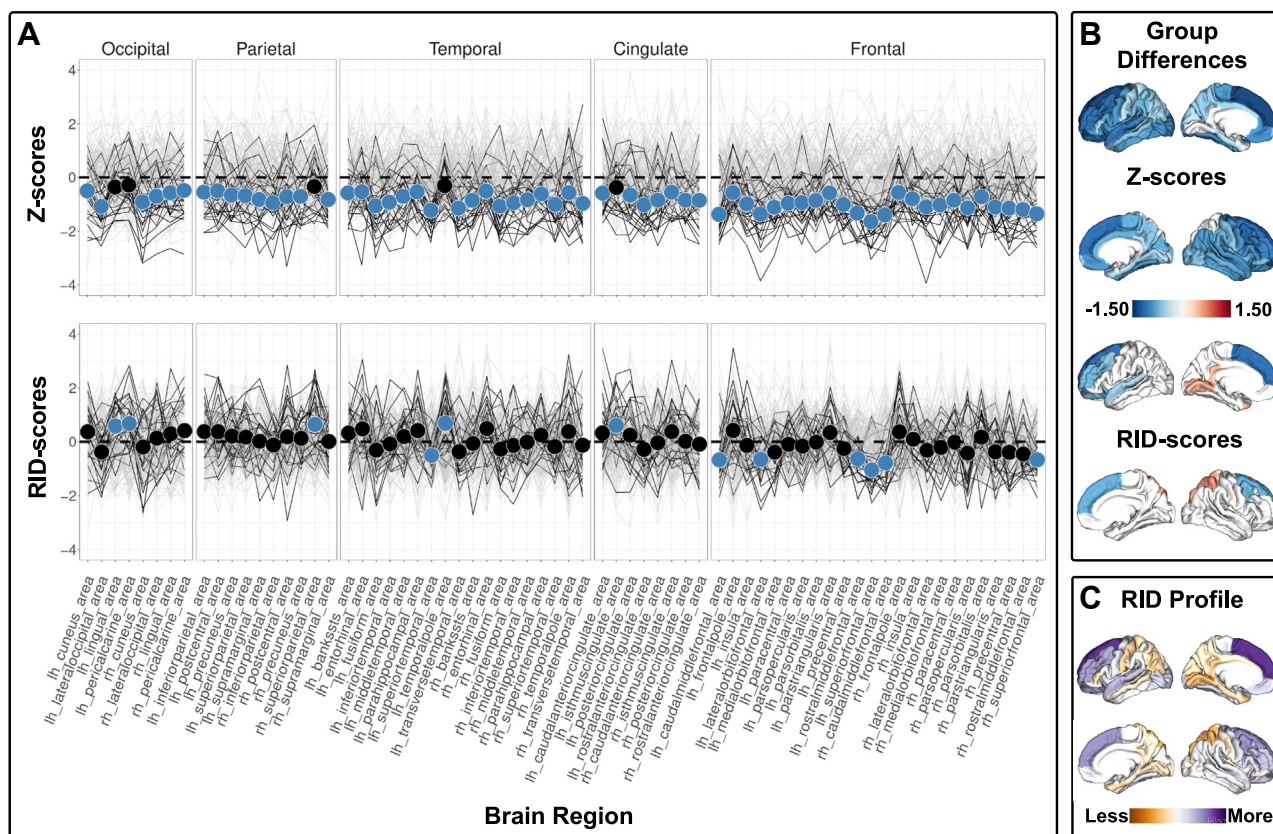 A
Occipital
Parietal
Temporal
Cingulate
Frontal
Z-scores
4
2
0
−2
−4
RID-scores
4
2
0
−2
−4
lh_cuneus_area
lh_lateraloccipital_area
lh_lingual_area
lh_pericalcarine_area
rh_cuneus_area
rh_lateraloccipital_area
rh_lingual_area
rh_pericalcarine_area
lh_inferiorparietal_area
lh_postcentral_area
lh_precuneus_area
lh_superiorparietal_area
lh_supramarginal_area
rh_inferiorparietal_area
rh_postcentral_area
rh_precuneus_area
rh_superiorparietal_area
rh_supramarginal_area
lh_bankssts_area
lh_entorhinal_area
lh_fusiform_area
lh_inferiortemporal_area
lh_middletemporal_area
lh_parahippocampal_area
lh_superiortemporal_area
lh_temporalpole_area
lh_transversetemporal_area
rh_bankssts_area
rh_entorhinal_area
rh_fusiform_area
rh_inferiortemporal_area
rh_middletemporal_area
rh_parahippocampal_area
rh_superiortemporal_area
rh_temporalpole_area
rh_transversetemporal_area
lh_caudalanteriorcingulate_area
lh_isthmuscingulate_area
lh_posteriorcingulate_area
lh_rostralanteriorcingulate_area
rh_caudalanteriorcingulate_area
rh_isthmuscingulate_area
rh_posteriorcingulate_area
rh_rostralanteriorcingulate_area
lh_caudalmiddlefrontal_area
lh_frontalpole_area
lh_insula_area
lh_lateralorbitofrontal_area
lh_medialorbitofrontal_area
lh_paracentral_area
lh_parsopercularis_area
lh_parsorbitalis_area
lh_parstriangularis_area
lh_precentral_area
lh_rostralmiddlefrontal_area
lh_superiorfrontal_area
rh_caudalmiddlefrontal_area
rh_frontalpole_area
rh_insula_area
rh_lateralorbitofrontal_area
rh_medialorbitofrontal_area
rh_paracentral_area
rh_parsopercularis_area
rh_parsorbitalis_area
rh_parstriangularis_area
rh_precentral_area
rh_rostralmiddlefrontal_area
rh_superiorfrontal_area
Brain Region
B
Group
Differences
Z-scores
-1.50 1.50
RID-scores
C
RID Profile
Less More